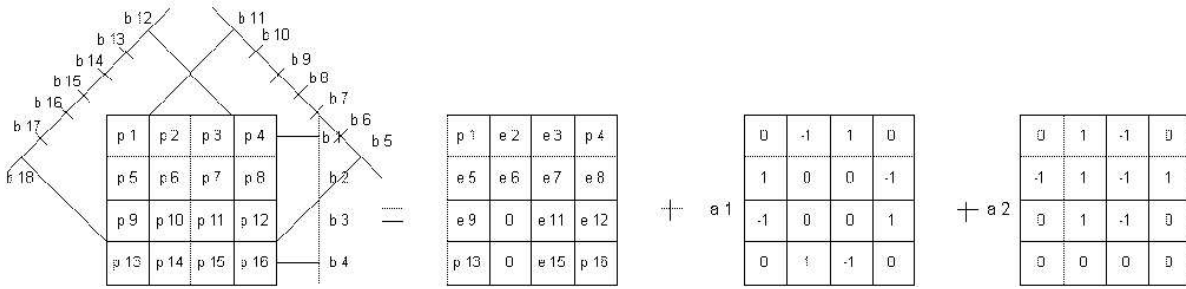 b 12 b 11
b 13 b 10
b 14 b 9
b 15 b 8
b 16 b 7
b 17 b 6
b 5
b 18
p 1 p 2 p 3 p 4 b 1
p 5 p 6 p 7 p 8 b 2
p 9 p 10 p 11 p 12 b 3
p 13 p 14 p 15 p 16 b 4
=
p 1 e 2 e 3 p 4
e 5 e 6 e 7 e 8
e 9 0 e 11 e 12
p 13 0 e 15 p 16
+ a 1
0 -1 1 0
1 0 0 -1
-1 0 0 1
0 1 -1 0
+ a 2
0 1 -1 0
-1 1 -1 1
0 1 -1 0
0 0 0 0